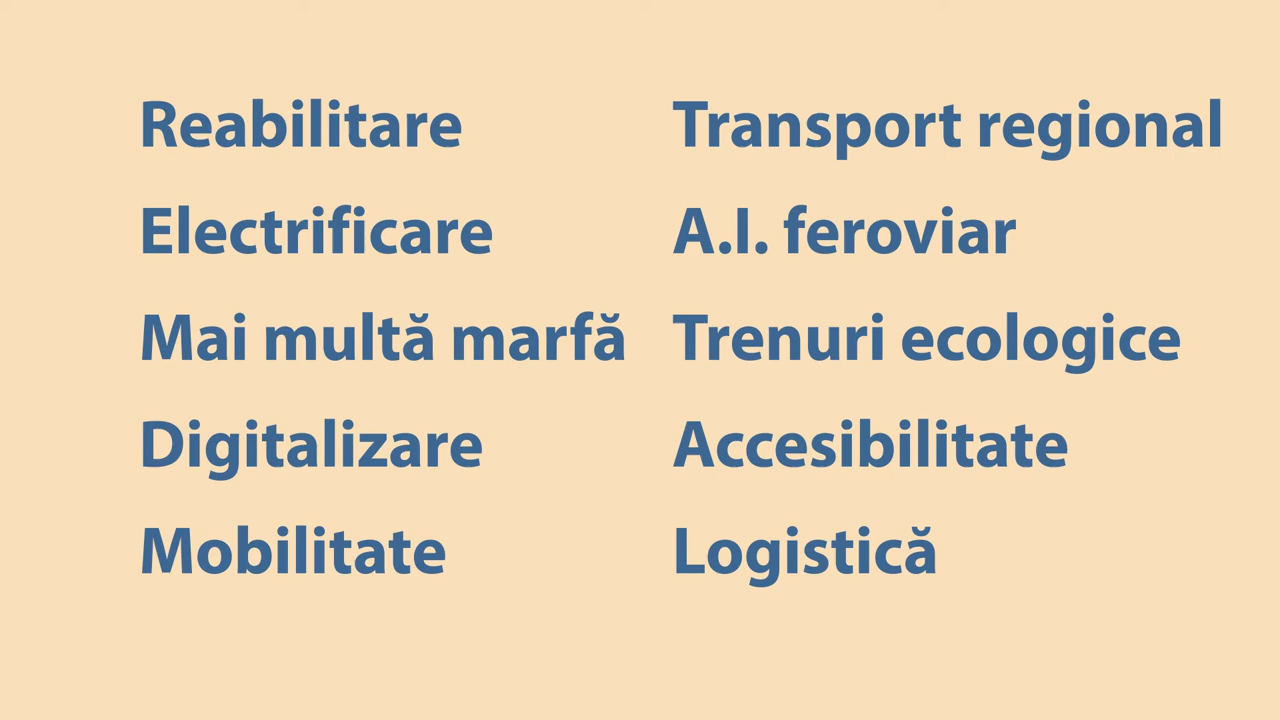 Reabilitare
Electrificare
Mai multă marfă
Digitalizare
Mobilitate
Transport regional
A.I. feroviar
Trenuri ecologice
Accesibilitate
Logistică